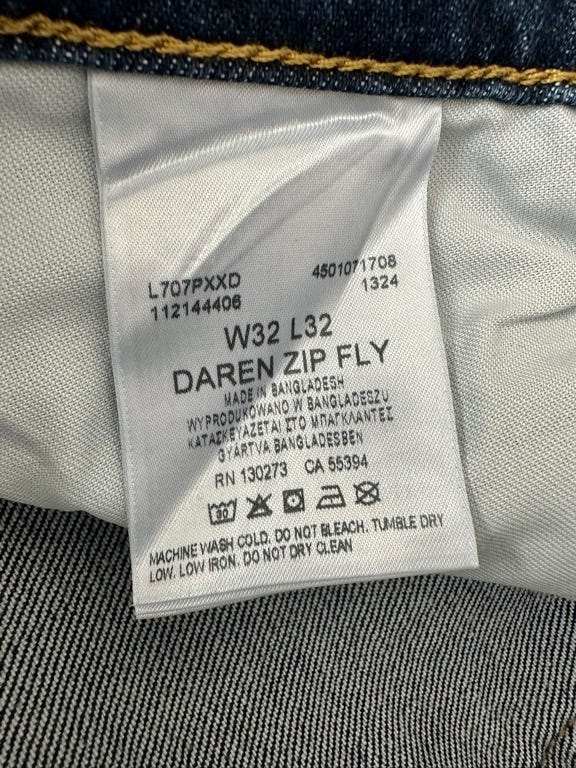 L707PXXD 4501071708
112144406 1324
W32 L32
DAREN ZIP FLY
MADE IN BANGLADESH
WYPRODUKOWANO W BANGLADESZU
ΚΑΤΑΣΚΕΥΑΖΕΤΑΙ ΣΤΟ ΜΠΑΓΚΛΑΝΤΕΣ
GYÁRTVA BANGLADESBEN
RN 130273 CA 55394
30
MACHINE WASH COLD. DO NOT BLEACH. TUMBLE DRY
LOW. LOW IRON. DO NOT DRY CLEAN